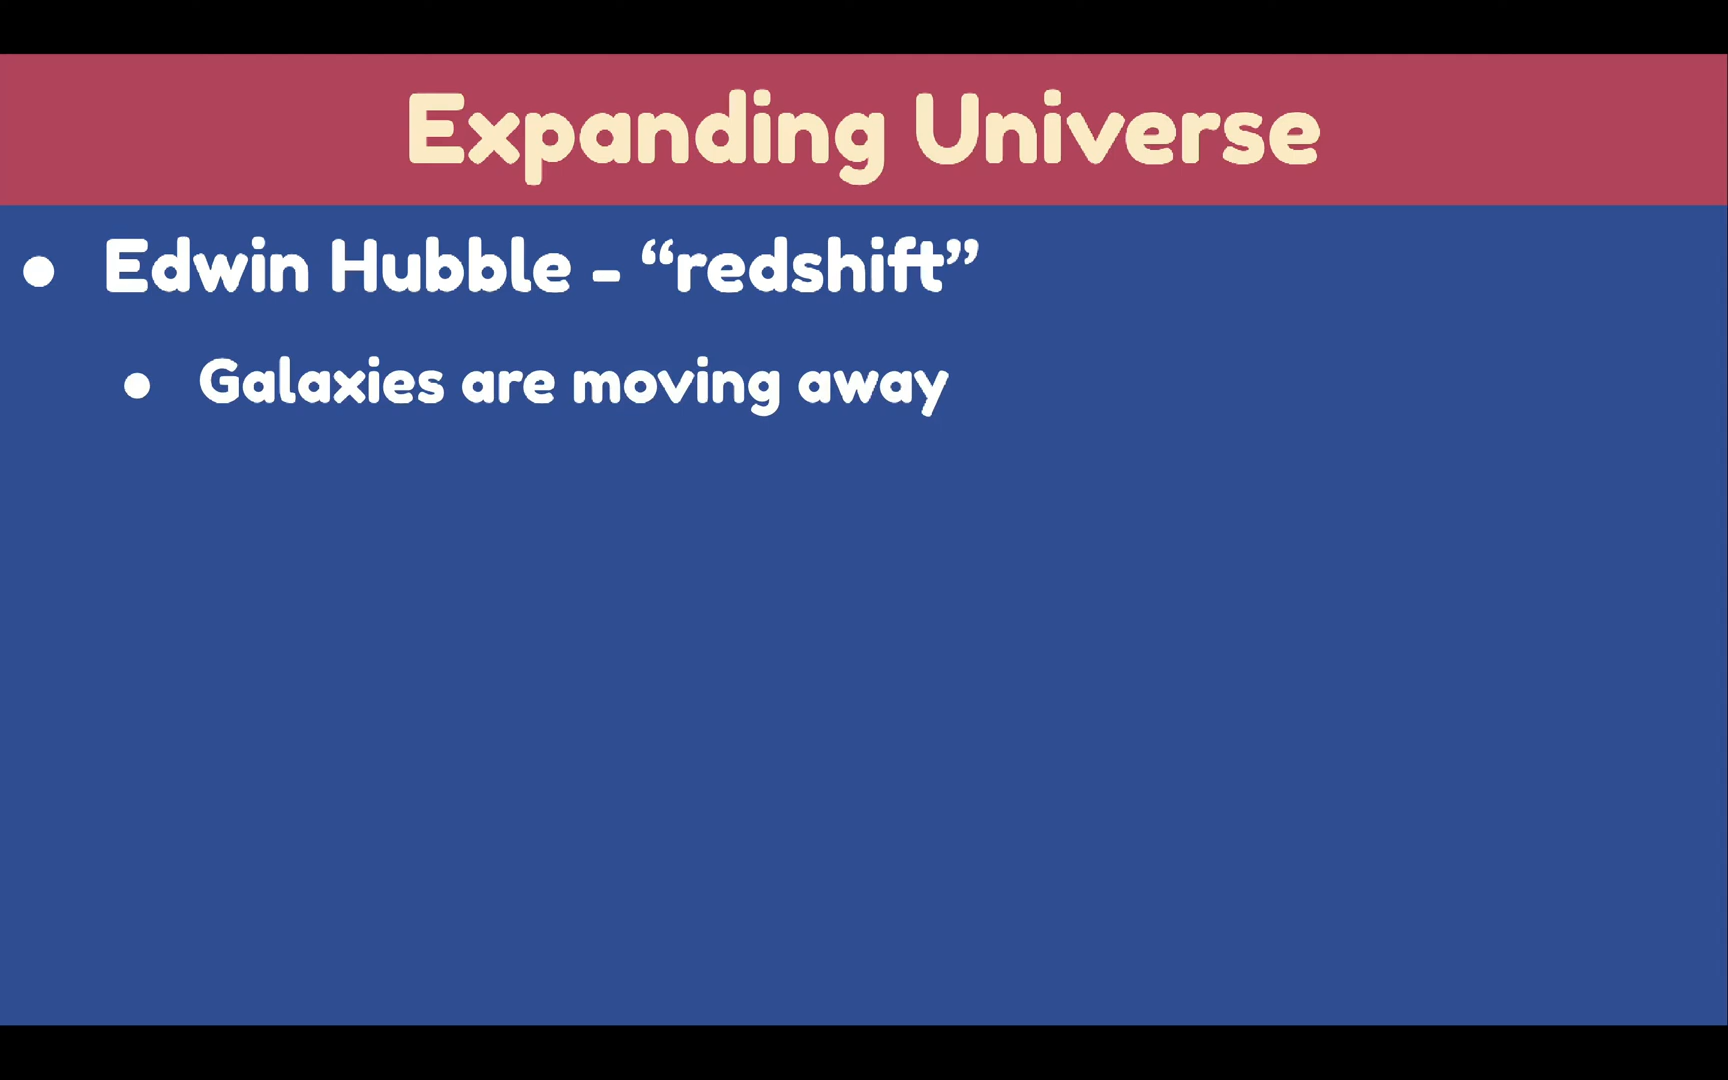 Expanding Universe
● Edwin Hubble - “redshift”
● Galaxies are moving away